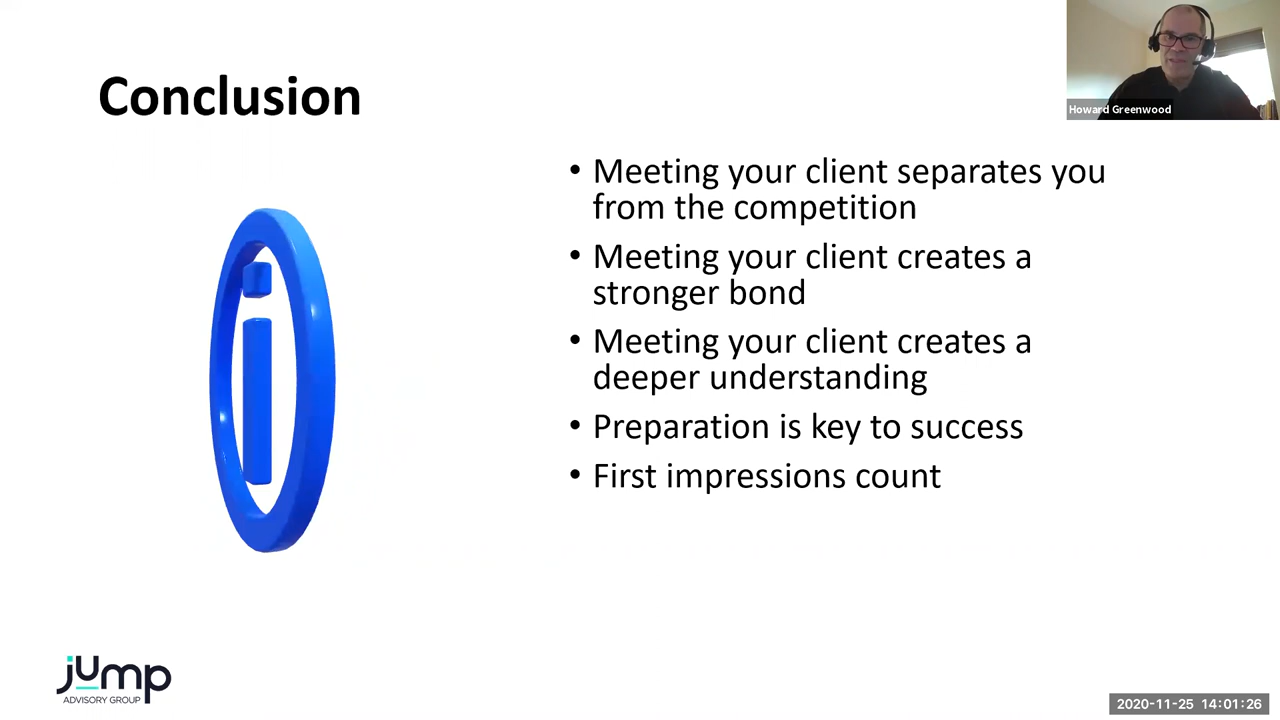 Conclusion
Howard Greenwood
• Meeting your client separates you
from the competition
• Meeting your client creates a
stronger bond
• Meeting your client creates a
deeper understanding
• Preparation is key to success
• First impressions count
jump
ADVISORY GROUP
2020-11-25 14:01:26